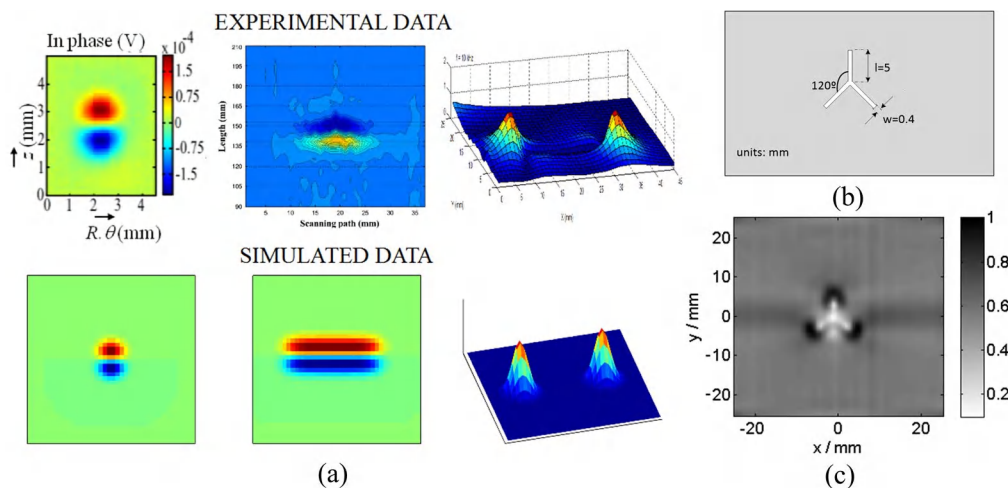 EXPERIMENTAL DATA
In phase (V)
×10⁻⁴
5
4
3
2
1
0
z (mm)
0 1 2 3 4
R.θ (mm)
1.5
0.75
0
-0.75
-1.5
210
200
190
180
170
160
150
140
130
120
110
100
90
Length (mm)
5 10 15 20 25 30 35
Scanning path (mm)
SIMULATED DATA
(a)
120º
l=5
w=0.4
units: mm
(b)
20
10
0
-10
-20
y / mm
-20 0 20
x / mm
1
0.8
0.6
0.4
0.2
(c)